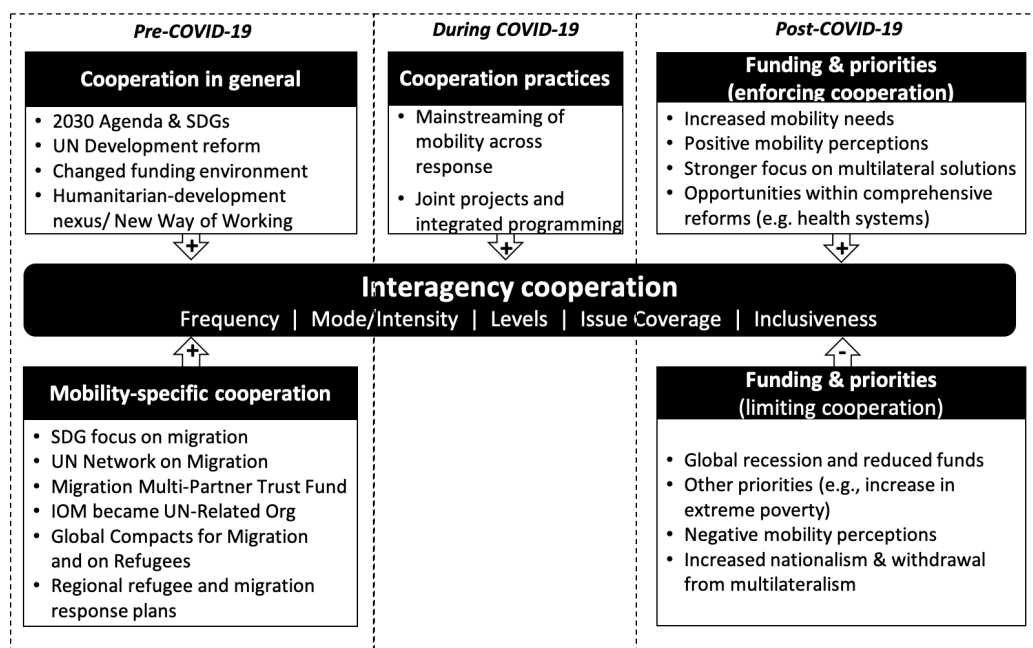 Pre-COVID-19
During COVID-19
Post-COVID-19
Cooperation in general
• 2030 Agenda & SDGs
• UN Development reform
• Changed funding environment
• Humanitarian-development
nexus/ New Way of Working
+
Cooperation practices
• Mainstreaming of
mobility across
response
• Joint projects and
integrated programming
+
Funding & priorities
(enforcing cooperation)
• Increased mobility needs
• Positive mobility perceptions
• Stronger focus on multilateral solutions
• Opportunities within comprehensive
reforms (e.g. health systems)
+
Interagency cooperation
Frequency | Mode/Intensity | Levels | Issue Coverage | Inclusiveness
+
Mobility-specific cooperation
• SDG focus on migration
• UN Network on Migration
• Migration Multi-Partner Trust Fund
• IOM became UN-Related Org
• Global Compacts for Migration
and on Refugees
• Regional refugee and migration
response plans
-
Funding & priorities
(limiting cooperation)
• Global recession and reduced funds
• Other priorities (e.g., increase in
extreme poverty)
• Negative mobility perceptions
• Increased nationalism & withdrawal
from multilateralism